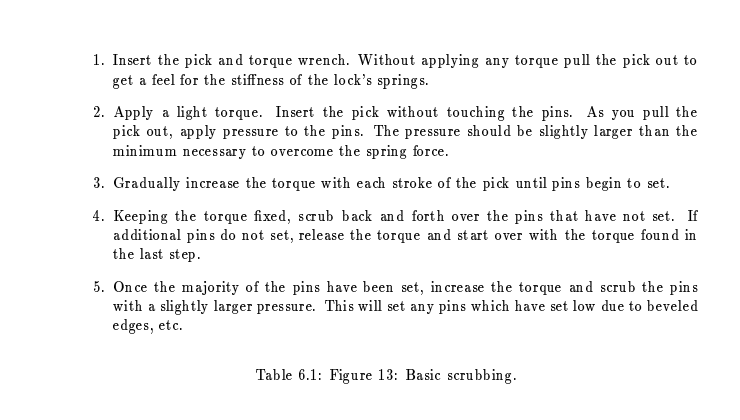 1. Insert the pick and torque wrench. Without applying any torque pull the pick out to
get a feel for the stiffness of the lock's springs.
2. Apply a light torque. Insert the pick without touching the pins. As you pull the
pick out, apply pressure to the pins. The pressure should be slightly larger than the
minimum necessary to overcome the spring force.
3. Gradually increase the torque with each stroke of the pick until pins begin to set.
4. Keeping the torque fixed, scrub back and forth over the pins that have not set. If
additional pins do not set, release the torque and start over with the torque found in
the last step.
5. Once the majority of the pins have been set, increase the torque and scrub the pins
with a slightly larger pressure. This will set any pins which have set low due to beveled
edges, etc.
Table 6.1: Figure 13: Basic scrubbing.